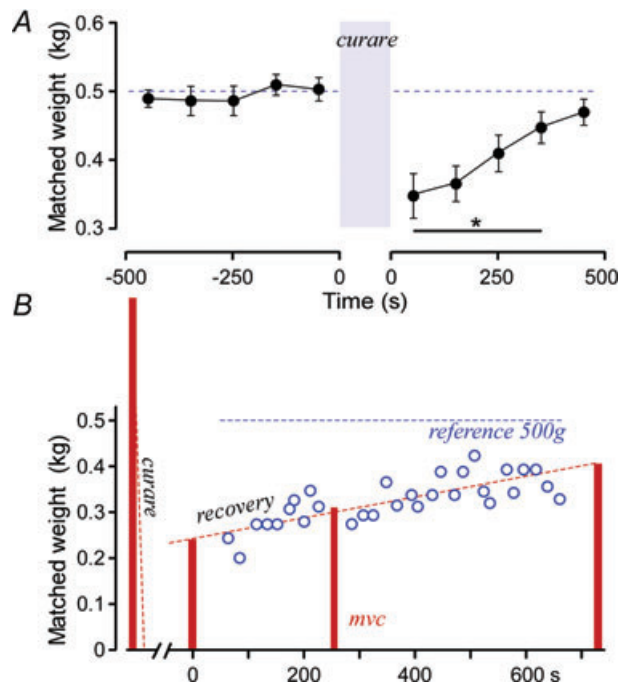 A
Matched weight (kg)
0.6
0.5
0.4
0.3
curare
*
-500 -250 0 0 250 500
Time (s)
B
Matched weight (kg)
0.5
0.4
0.3
0.2
0.1
0
curare
recovery
reference 500g
mvc
0 200 400 600 s